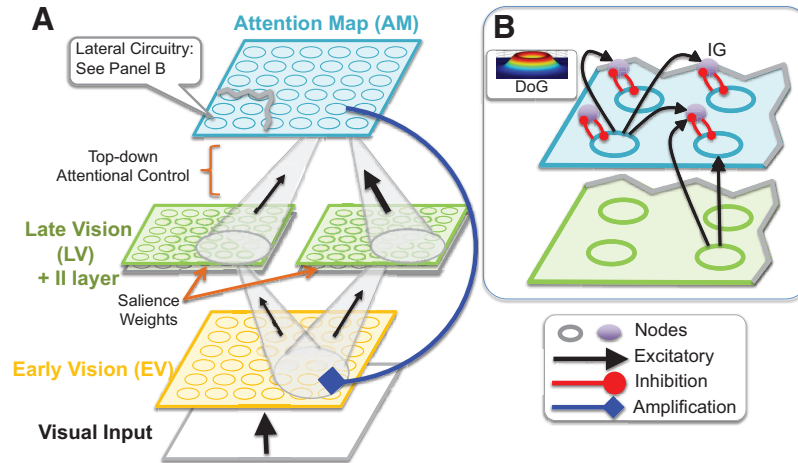 A
Attention Map (AM)
Lateral Circuitry:
See Panel B
Top-down
Attentional Control
Late Vision
(LV)
+ II layer
Salience
Weights
Early Vision (EV)
Visual Input
B
IG
DoG
Nodes
Excitatory
Inhibition
Amplification